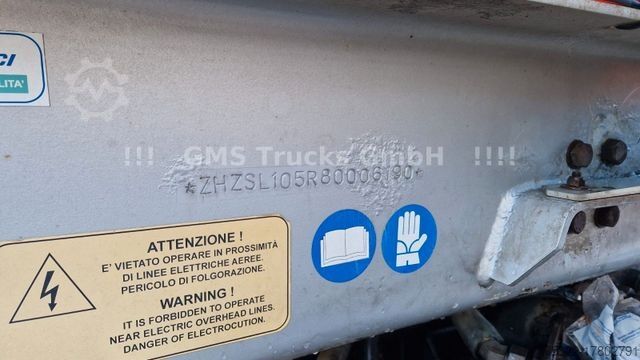 CI
LITA'
!!! GMS Trucks GmbH !!!!
*ZHZSL105R80006190*
ATTENZIONE !
E' VIETATO OPERARE IN PROSSIMITÀ
DI LINEE ELETTRICHE AEREE.
PERICOLO DI FOLGORAZIONE.
WARNING !
IT IS FORBIDDEN TO OPERATE
NEAR ELECTRIC OVERHEAD LINES.
DANGER OF ELECTROCUTION.
17802791